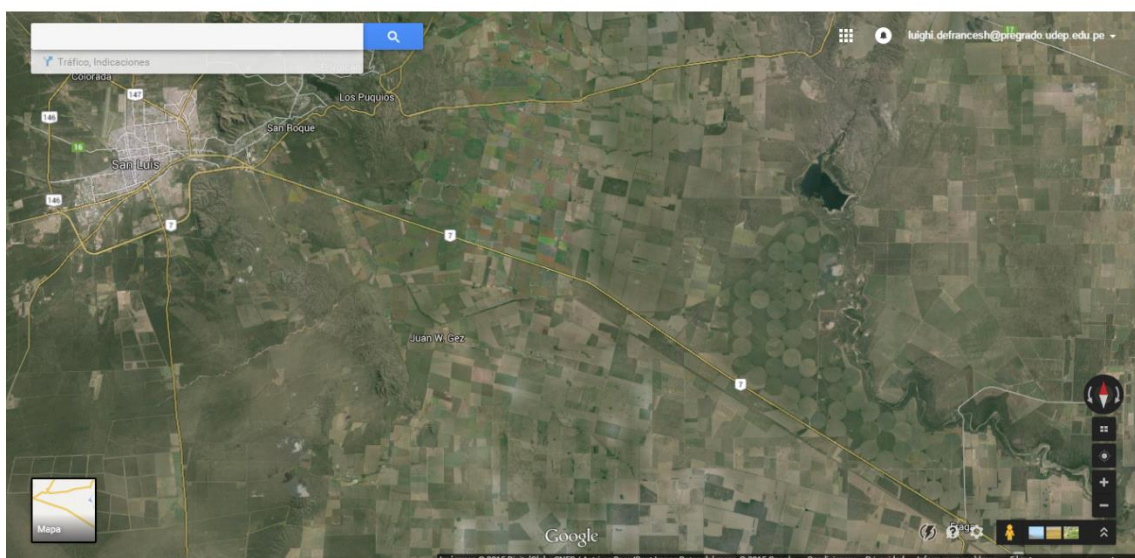 luighi.defrancesh@pregrado.udep.edu.pe
Tráfico, Indicaciones
Colorada
147
146
Los Puquios
San Roque
16
San Luis
146
7
7
Juan W. Gez
7
Mapa
Google
Fraga